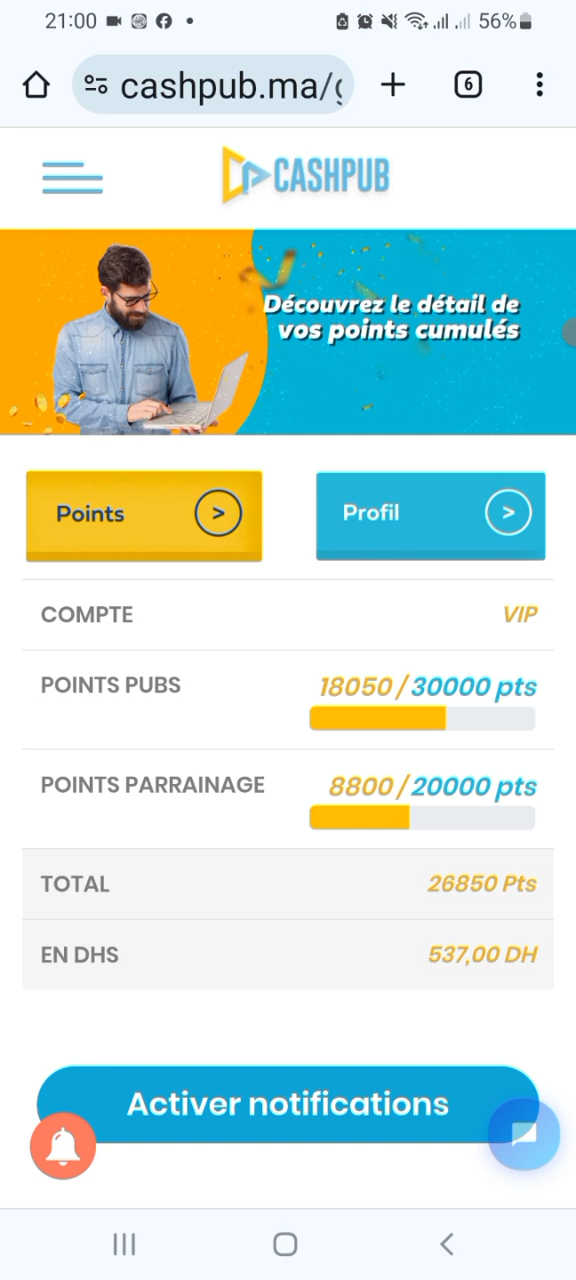 21:00
56%
cashpub.ma/
6
CASHPUB
Découvrez le détail de
vos points cumulés
Points >
Profil >
COMPTE VIP
POINTS PUBS 18050 / 30000 pts
POINTS PARRAINAGE 8800 / 20000 pts
TOTAL 26850 Pts
EN DHS 537,00 DH
Activer notifications